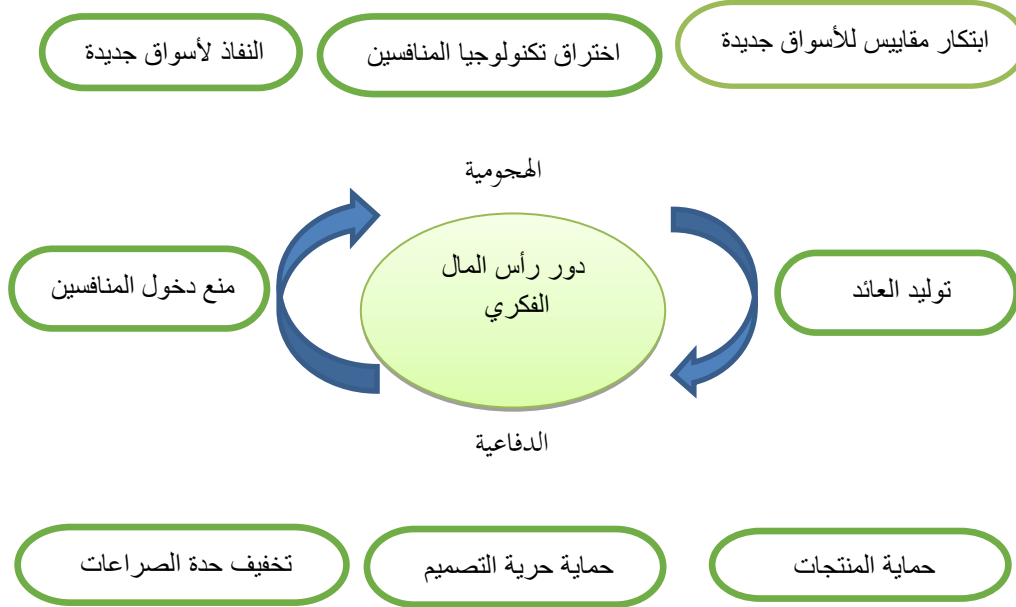 ابتكار مقاييس للأسواق جديدة
اختراق تكنولوجيا المنافسين
النفاذ لأسواق جديدة
الهجومية
دور رأس المال
الفكري
توليد العائد
منع دخول المنافسين
الدفاعية
حماية المنتجات
حماية حرية التصميم
تخفيف حدة الصراعات